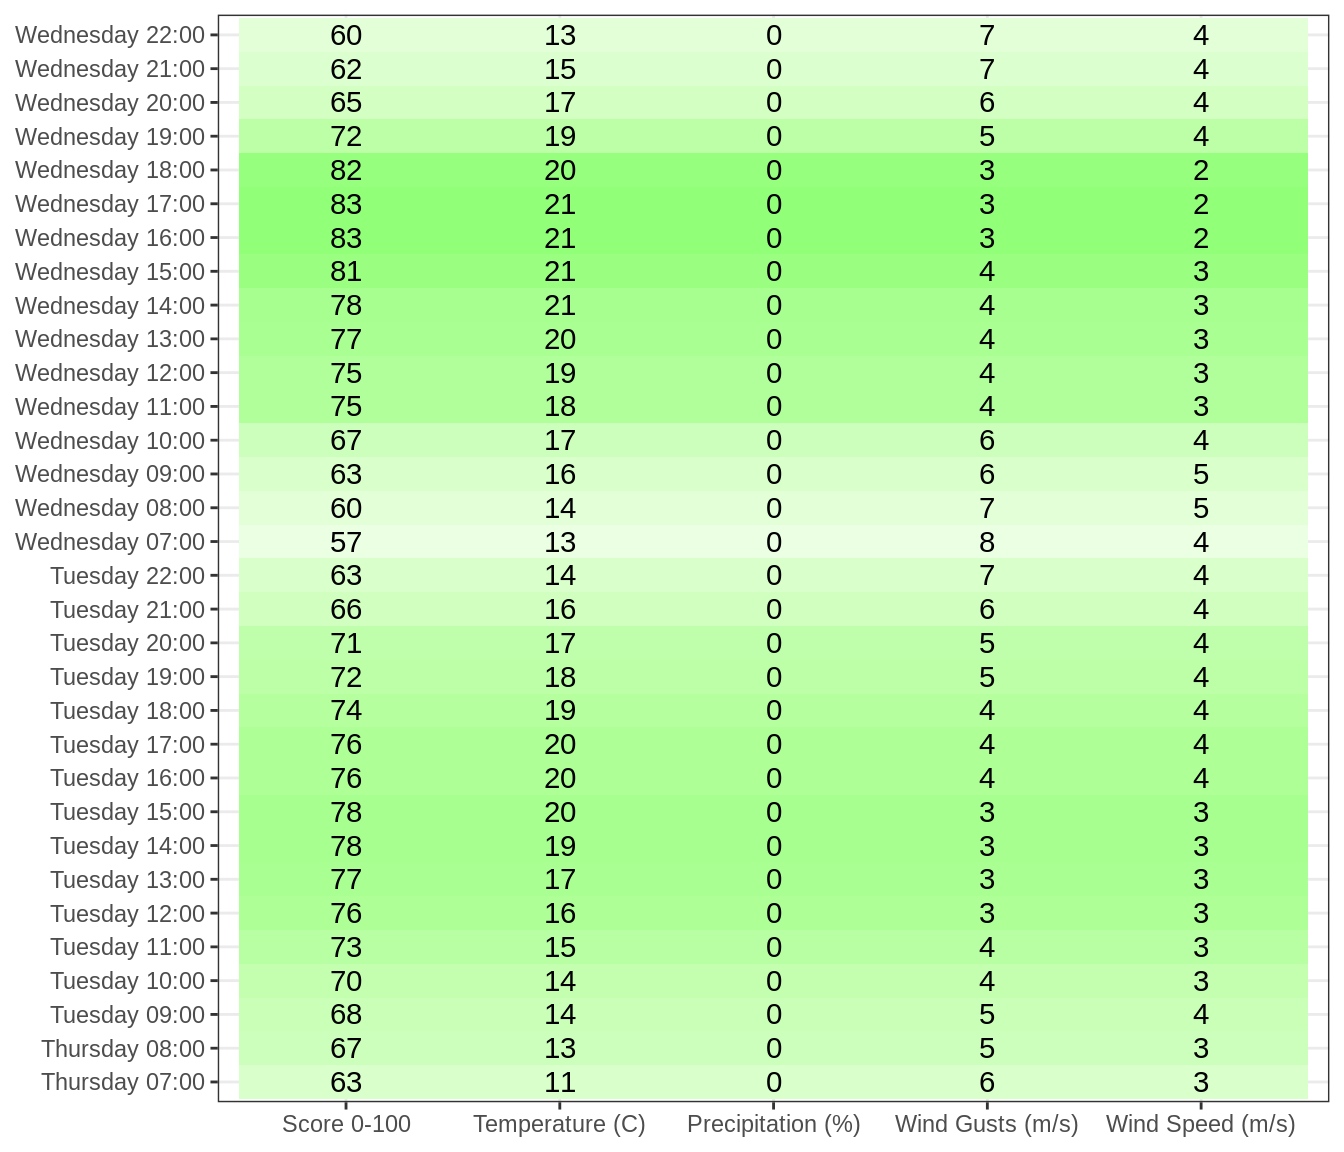 Wednesday 22:00 60 13 0 7 4
Wednesday 21:00 62 15 0 7 4
Wednesday 20:00 65 17 0 6 4
Wednesday 19:00 72 19 0 5 4
Wednesday 18:00 82 20 0 3 2
Wednesday 17:00 83 21 0 3 2
Wednesday 16:00 83 21 0 3 2
Wednesday 15:00 81 21 0 4 3
Wednesday 14:00 78 21 0 4 3
Wednesday 13:00 77 20 0 4 3
Wednesday 12:00 75 19 0 4 3
Wednesday 11:00 75 18 0 4 3
Wednesday 10:00 67 17 0 6 4
Wednesday 09:00 63 16 0 6 5
Wednesday 08:00 60 14 0 7 5
Wednesday 07:00 57 13 0 8 4
Tuesday 22:00 63 14 0 7 4
Tuesday 21:00 66 16 0 6 4
Tuesday 20:00 71 17 0 5 4
Tuesday 19:00 72 18 0 5 4
Tuesday 18:00 74 19 0 4 4
Tuesday 17:00 76 20 0 4 4
Tuesday 16:00 76 20 0 4 4
Tuesday 15:00 78 20 0 3 3
Tuesday 14:00 78 19 0 3 3
Tuesday 13:00 77 17 0 3 3
Tuesday 12:00 76 16 0 3 3
Tuesday 11:00 73 15 0 4 3
Tuesday 10:00 70 14 0 4 3
Tuesday 09:00 68 14 0 5 4
Thursday 08:00 67 13 0 5 3
Thursday 07:00 63 11 0 6 3
Score 0-100 Temperature (C) Precipitation (%) Wind Gusts (m/s) Wind Speed (m/s)